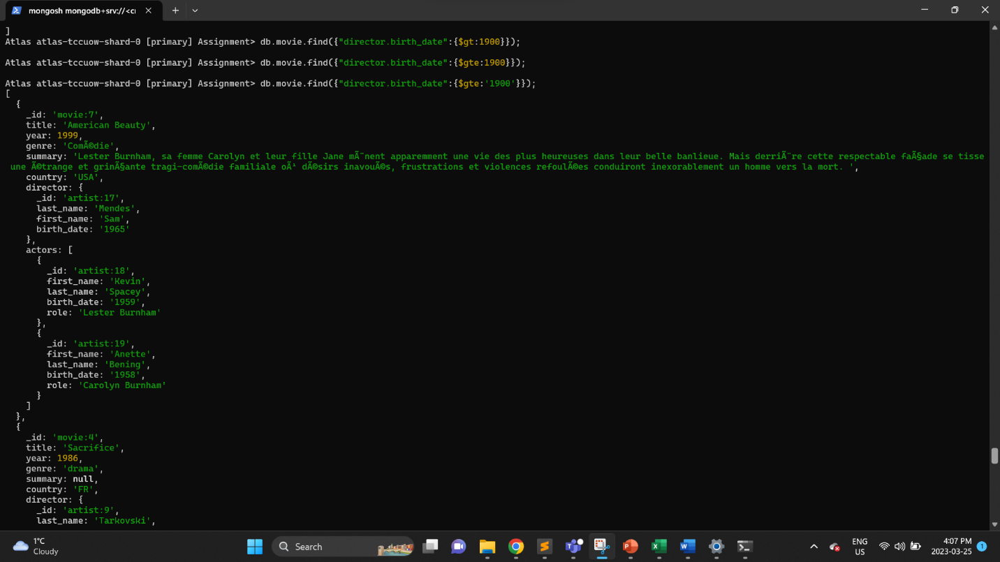 mongosh mongodb+srv://<cr
]
Atlas atlas-tccuow-shard-0 [primary] Assignment> db.movie.find({"director.birth_date":{$gt:1900}});
Atlas atlas-tccuow-shard-0 [primary] Assignment> db.movie.find({"director.birth_date":{$gte:1900}});
Atlas atlas-tccuow-shard-0 [primary] Assignment> db.movie.find({"director.birth_date":{$gte:'1900'}});
[
  {
    _id: 'movie:7',
    title: 'American Beauty',
    year: 1999,
    genre: 'ComÃ©die',
    summary: 'Lester Burnham, sa femme Carolyn et leur fille Jane mÃ¨nent apparemment une vie des plus heureuses dans leur belle banlieue. Mais derriÃ¨re cette respectable faÃ§ade se tisse
 une Ã©trange et grinÃ§ante tragi-comÃ©die familiale oÃ¹ dÃ©sirs inavouÃ©s, frustrations et violences refoulÃ©es conduiront inexorablement un homme vers la mort. ',
    country: 'USA',
    director: {
      _id: 'artist:17',
      last_name: 'Mendes',
      first_name: 'Sam',
      birth_date: '1965'
    },
    actors: [
      {
        _id: 'artist:18',
        first_name: 'Kevin',
        last_name: 'Spacey',
        birth_date: '1959',
        role: 'Lester Burnham'
      },
      {
        _id: 'artist:19',
        first_name: 'Anette',
        last_name: 'Bening',
        birth_date: '1958',
        role: 'Carolyn Burnham'
      }
    ]
  },
  {
    _id: 'movie:4',
    title: 'Sacrifice',
    year: 1986,
    genre: 'drama',
    summary: null,
    country: 'FR',
    director: {
      _id: 'artist:9',
      last_name: 'Tarkovski',
1°C
Cloudy
Search
ENG
US
4:07 PM
2023-03-25
1